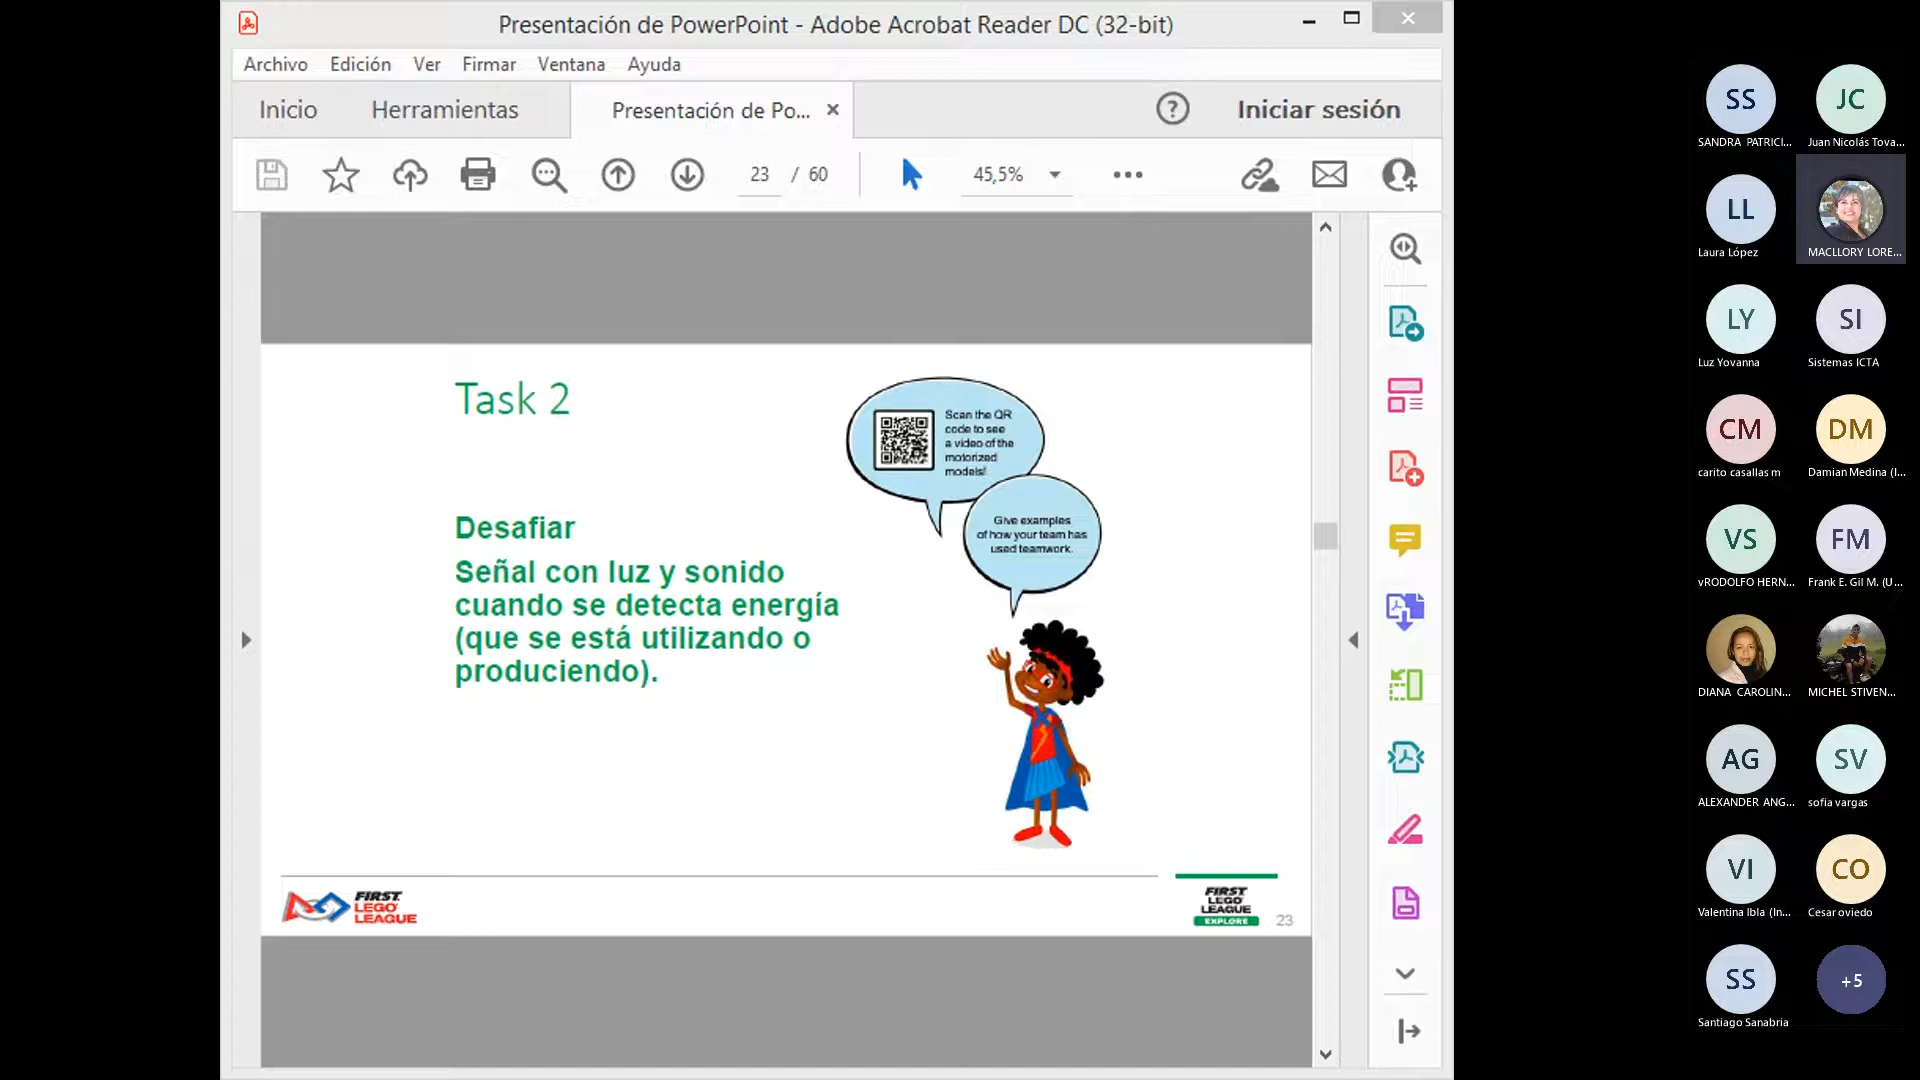 Presentación de PowerPoint - Adobe Acrobat Reader DC (32-bit)
Archivo Edición Ver Firmar Ventana Ayuda
Inicio Herramientas Presentación de Po... Iniciar sesión
23 / 60 45,5%
Task 2
Scan the QR
code to see
a video of the
motorized
models!
Give examples
of how your team has
used teamwork.
Desafiar
Señal con luz y sonido
cuando se detecta energía
(que se está utilizando o
produciendo).
FIRST
LEGO
LEAGUE
FIRST
LEGO
LEAGUE
EXPLORE
23
SS JC
SANDRA PATRICI... Juan Nicolás Tova...
LL
Laura López MACLLORY LORE...
LY SI
Luz Yovanna Sistemas ICTA
CM DM
carito casallas m Damian Medina (I...
VS FM
vRODOLFO HERN... Frank E. Gil M. (U...
DIANA CAROLIN... MICHEL STIVEN...
AG SV
ALEXANDER ANG... sofia vargas
VI CO
Valentina Ibla (In... Cesar oviedo
SS +5
Santiago Sanabria